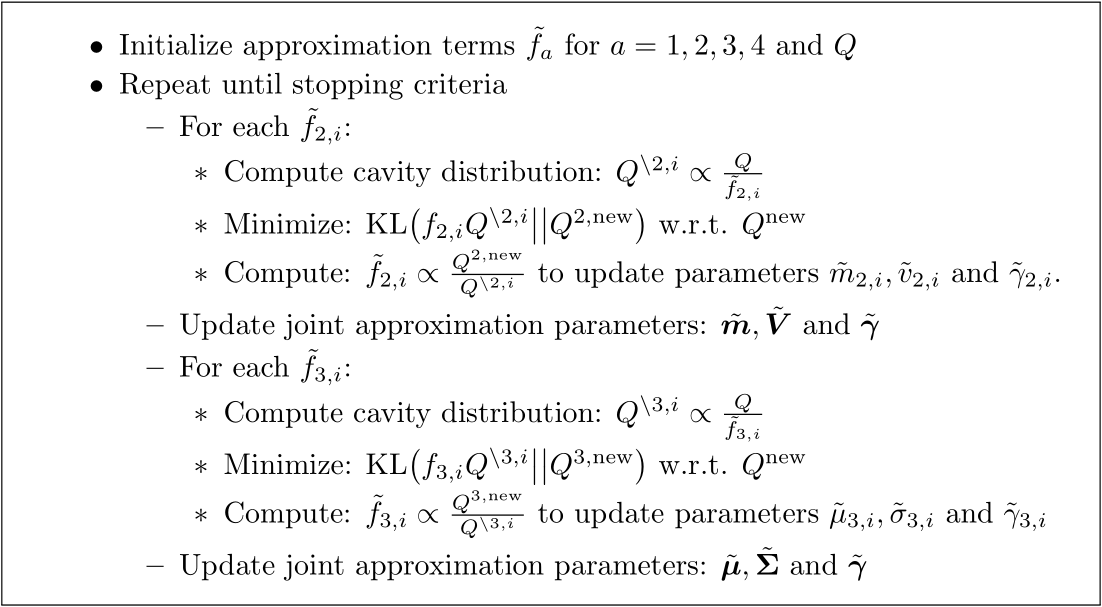 • Initialize approximation terms $\tilde{f}_a$ for $a = 1, 2, 3, 4$ and $Q$
• Repeat until stopping criteria
– For each $\tilde{f}_{2,i}$:
∗ Compute cavity distribution: $Q^{\backslash 2,i} \propto \frac{Q}{\tilde{f}_{2,i}}$
∗ Minimize: $\mathrm{KL}\big(f_{2,i}Q^{\backslash 2,i}\big|\big|Q^{2,\mathrm{new}}\big)$ w.r.t. $Q^{\mathrm{new}}$
∗ Compute: $\tilde{f}_{2,i} \propto \frac{Q^{2,\mathrm{new}}}{Q^{\backslash 2,i}}$ to update parameters $\tilde{m}_{2,i}, \tilde{v}_{2,i}$ and $\tilde{\gamma}_{2,i}$.
– Update joint approximation parameters: $\tilde{\boldsymbol{m}}, \tilde{\boldsymbol{V}}$ and $\tilde{\boldsymbol{\gamma}}$
– For each $\tilde{f}_{3,i}$:
∗ Compute cavity distribution: $Q^{\backslash 3,i} \propto \frac{Q}{\tilde{f}_{3,i}}$
∗ Minimize: $\mathrm{KL}\big(f_{3,i}Q^{\backslash 3,i}\big|\big|Q^{3,\mathrm{new}}\big)$ w.r.t. $Q^{\mathrm{new}}$
∗ Compute: $\tilde{f}_{3,i} \propto \frac{Q^{3,\mathrm{new}}}{Q^{\backslash 3,i}}$ to update parameters $\tilde{\mu}_{3,i}, \tilde{\sigma}_{3,i}$ and $\tilde{\gamma}_{3,i}$
– Update joint approximation parameters: $\tilde{\boldsymbol{\mu}}, \tilde{\boldsymbol{\Sigma}}$ and $\tilde{\boldsymbol{\gamma}}$